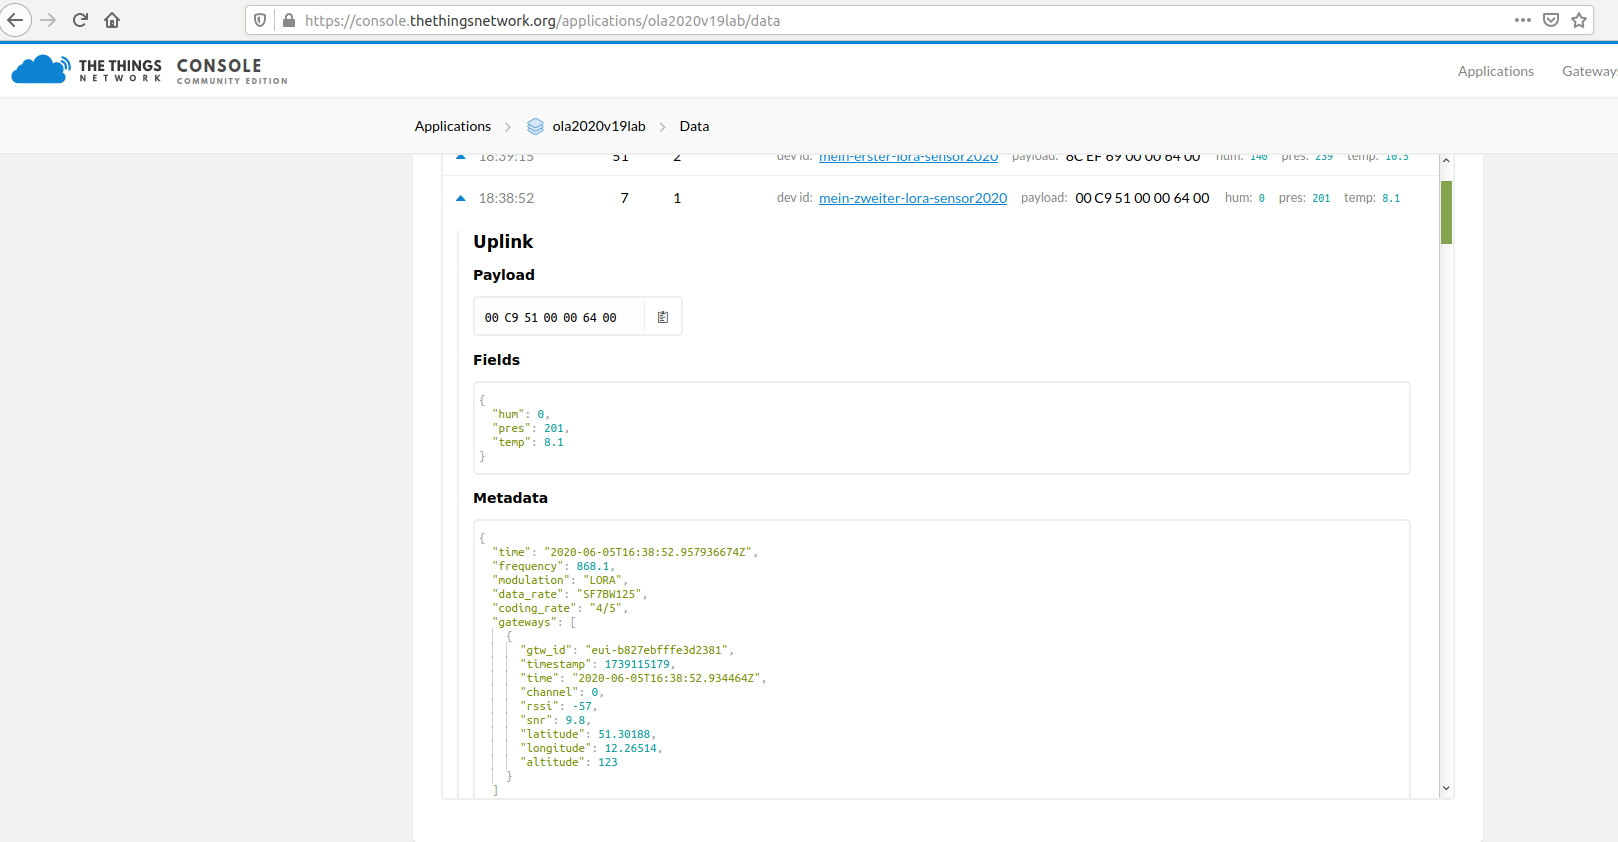 https://console.thethingsnetwork.org/applications/ola2020v19lab/data
THE THINGS NETWORK CONSOLE COMMUNITY EDITION
Applications Gateways
Applications ola2020v19lab Data
18:39:15 51 2 dev id: mein-erster-lora-sensor2020 payload: 8C EF 69 00 00 64 00 hum: 140 pres: 239 temp: 10.5
18:38:52 7 1 dev id: mein-zweiter-lora-sensor2020 payload: 00 C9 51 00 00 64 00 hum: 0 pres: 201 temp: 8.1
Uplink
Payload
00 C9 51 00 00 64 00
Fields
{
"hum": 0,
"pres": 201,
"temp": 8.1
}
Metadata
{
"time": "2020-06-05T16:38:52.957936674Z",
"frequency": 868.1,
"modulation": "LORA",
"data_rate": "SF7BW125",
"coding_rate": "4/5",
"gateways": [
{
"gtw_id": "eui-b827ebfffe3d2381",
"timestamp": 1739115179,
"time": "2020-06-05T16:38:52.934464Z",
"channel": 0,
"rssi": -57,
"snr": 9.8,
"latitude": 51.30188,
"longitude": 12.26514,
"altitude": 123
}
]